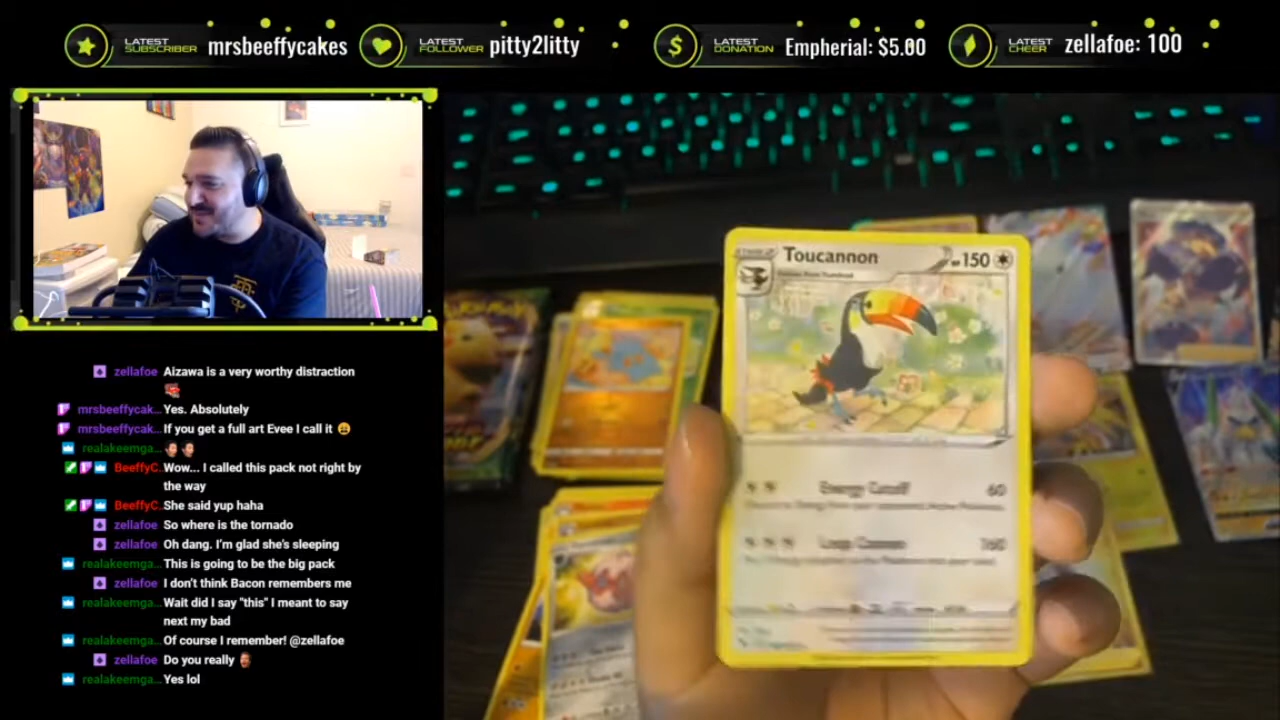 LATEST SUBSCRIBER mrsbeeffycakes
LATEST FOLLOWER pitty2litty
LATEST DONATION Empherial: $5.00
LATEST CHEER zellafoe: 100
zellafoe Aizawa is a very worthy distraction
mrsbeeffycak... Yes. Absolutely
mrsbeeffycak... If you get a full art Evee I call it 😩
realakeemga...
BeeffyC... Wow... I called this pack not right by
the way
BeeffyC... She said yup haha
zellafoe So where is the tornado
zellafoe Oh dang. I'm glad she's sleeping
realakeemga... This is going to be the big pack
zellafoe I don't think Bacon remembers me
realakeemga... Wait did I say "this" I meant to say
next my bad
realakeemga... Of course I remember! @zellafoe
zellafoe Do you really
realakeemga... Yes lol
Toucannon
HP 150
Energy Cutoff 60
160